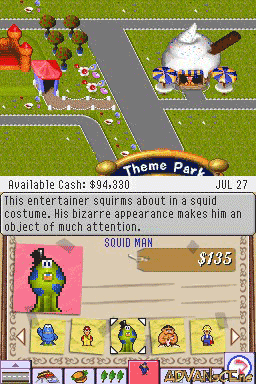 Theme Park
Available Cash: $94,330 JUL 27
This entertainer squirms about in a squid
costume. His bizarre appearance makes him an
object of much attention.
SQUID MAN
$135